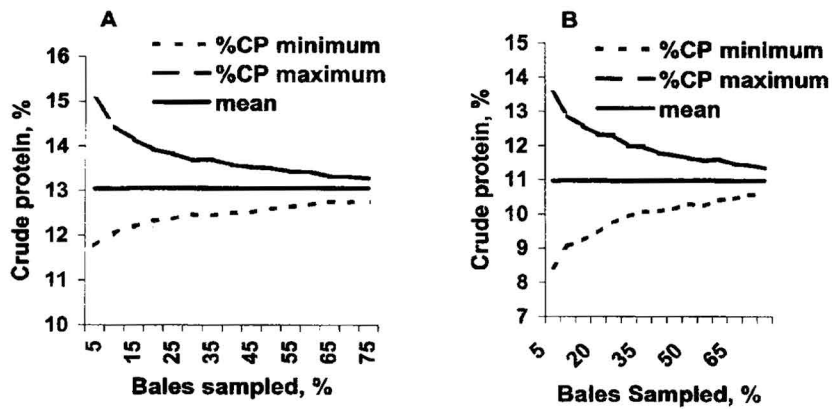 A
%CP minimum
%CP maximum
mean
Crude protein, %
16
15
14
13
12
11
10
5 15 25 35 45 55 65 75
Bales sampled, %
B
%CP minimum
%CP maximum
mean
Crude protein, %
15
14
13
12
11
10
9
8
7
5 20 35 50 65
Bales Sampled, %